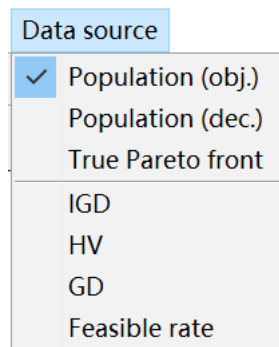 Data source
Population (obj.)
Population (dec.)
True Pareto front
IGD
HV
GD
Feasible rate